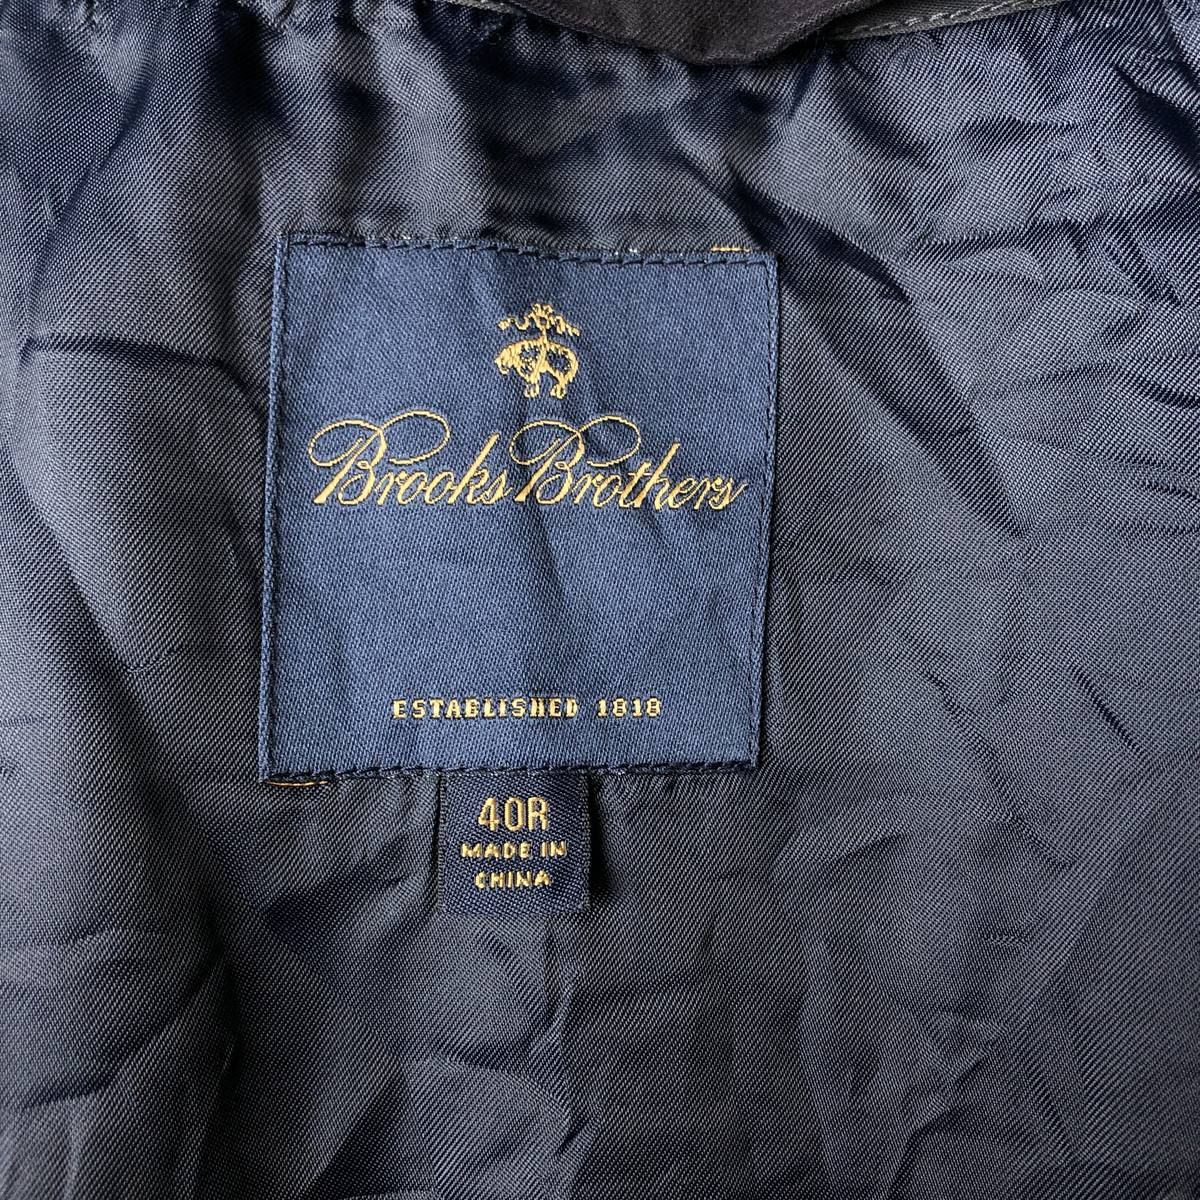 Brooks Brothers
ESTABLISHED 1818
40R
MADE IN
CHINA